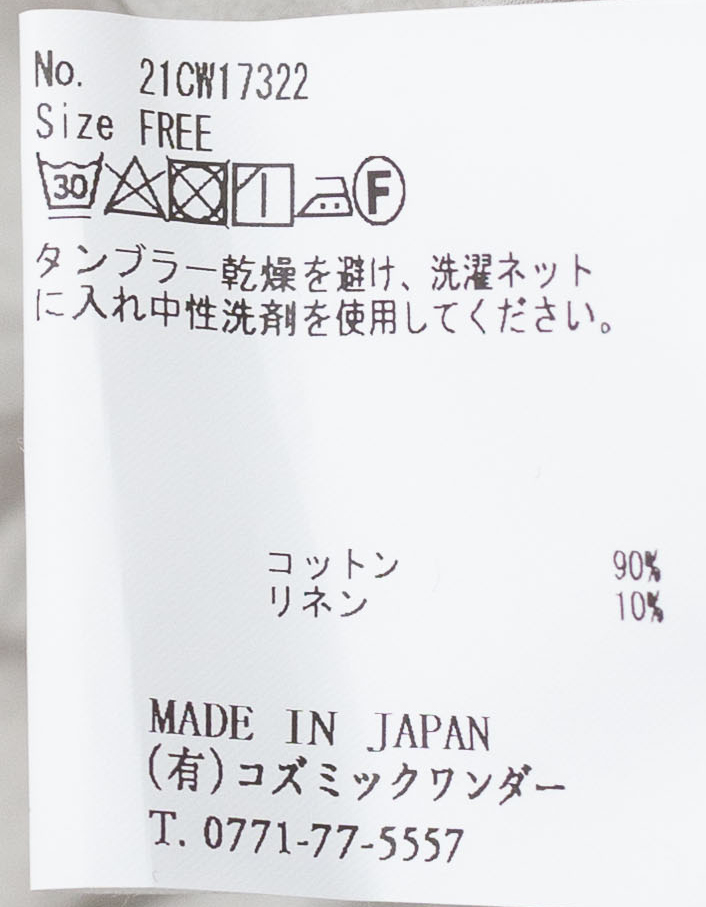 No. 21CW17322
Size FREE
30 F
タンブラー乾燥を避け、洗濯ネット
に入れ中性洗剤を使用してください。
コットン 90%
リネン 10%
MADE IN JAPAN
(有)コズミックワンダー
T. 0771-77-5557